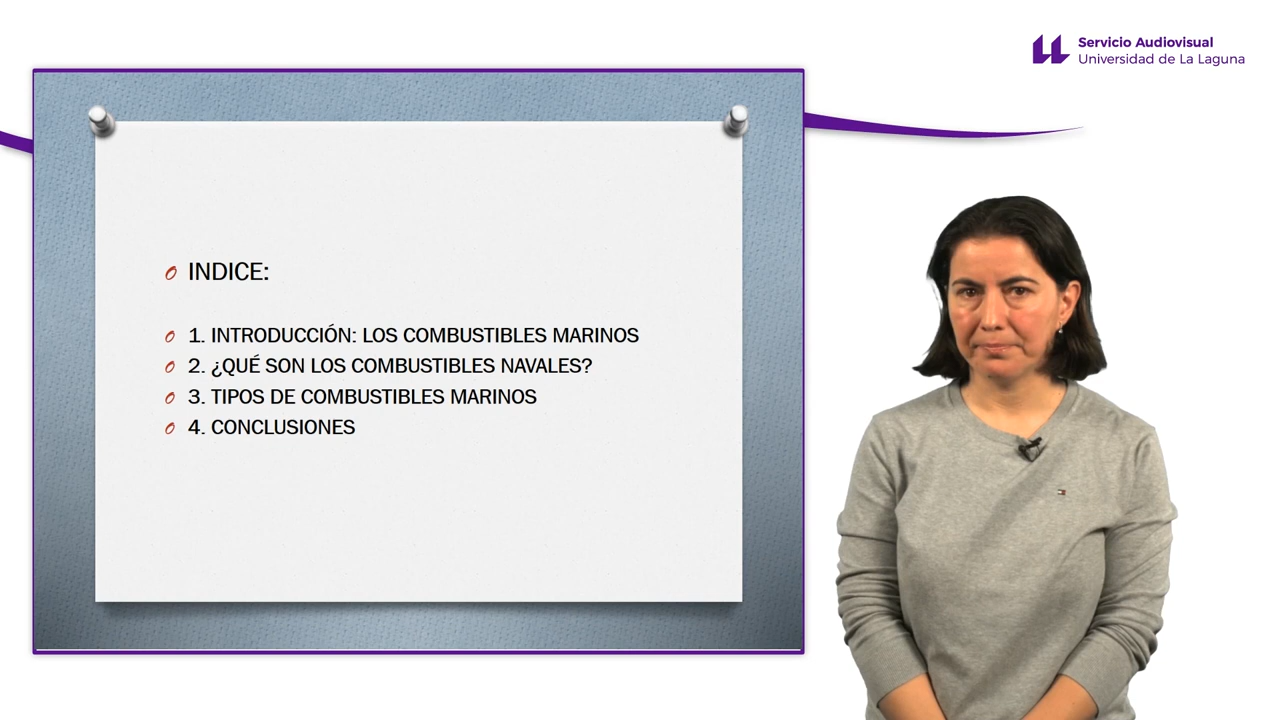 Servicio Audiovisual
Universidad de La Laguna
INDICE:
1. INTRODUCCIÓN: LOS COMBUSTIBLES MARINOS
2. ¿QUÉ SON LOS COMBUSTIBLES NAVALES?
3. TIPOS DE COMBUSTIBLES MARINOS
4. CONCLUSIONES